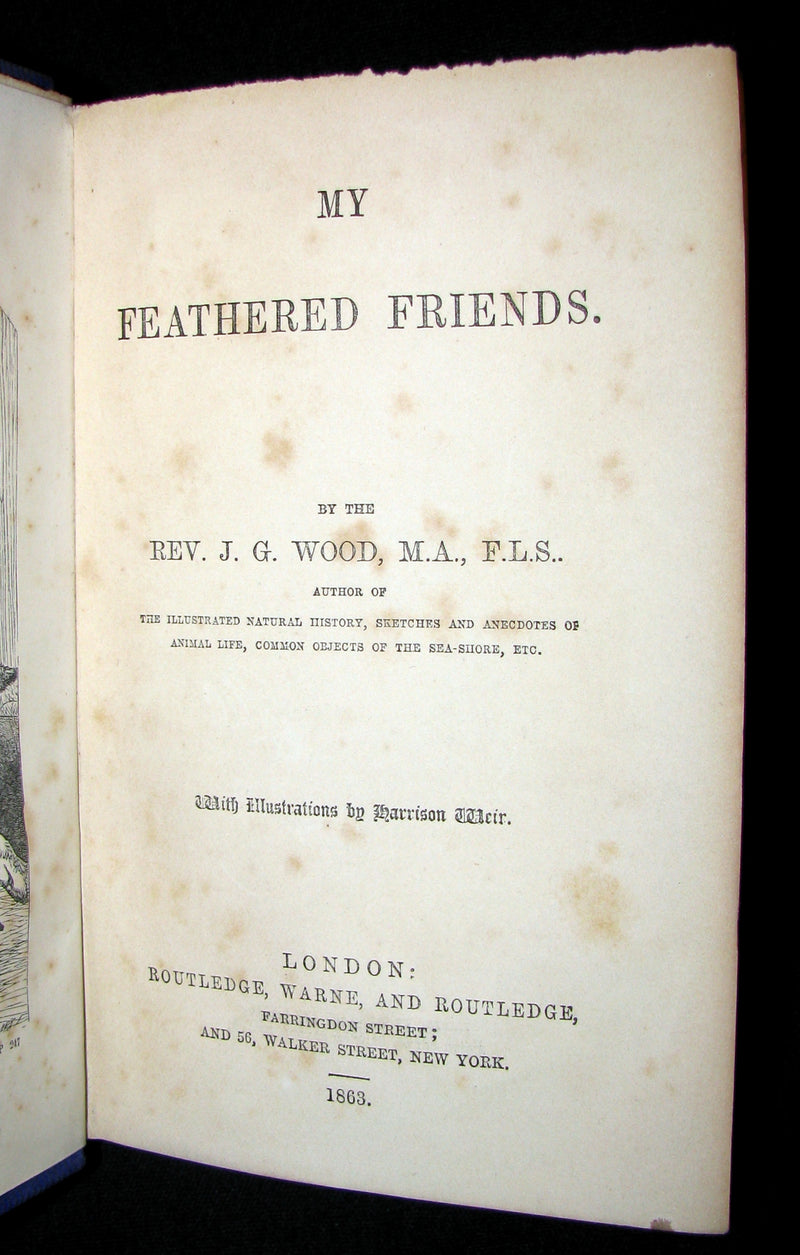 MY
FEATHERED FRIENDS.
BY THE
REV. J. G. WOOD, M.A., F.L.S..
AUTHOR OF
THE ILLUSTRATED NATURAL HISTORY, SKETCHES AND ANECDOTES OF
ANIMAL LIFE, COMMON OBJECTS OF THE SEA-SHORE, ETC.
With Illustrations by Harrison Weir.
LONDON:
ROUTLEDGE, WARNE, AND ROUTLEDGE,
FARRINGDON STREET;
AND 56, WALKER STREET, NEW YORK.
1863.